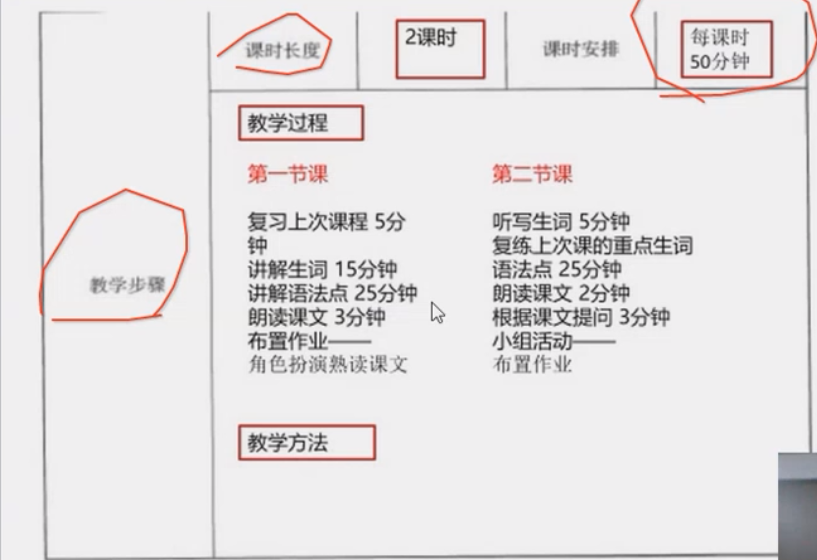 课时长度
2课时
课时安排
每课时
50分钟
教学步骤
教学过程
第一节课
复习上次课程 5分
钟
讲解生词 15分钟
讲解语法点 25分钟
朗读课文 3分钟
布置作业——
角色扮演熟读课文
第二节课
听写生词 5分钟
复练上次课的重点生词
语法点 25分钟
朗读课文 2分钟
根据课文提问 3分钟
小组活动——
布置作业
教学方法